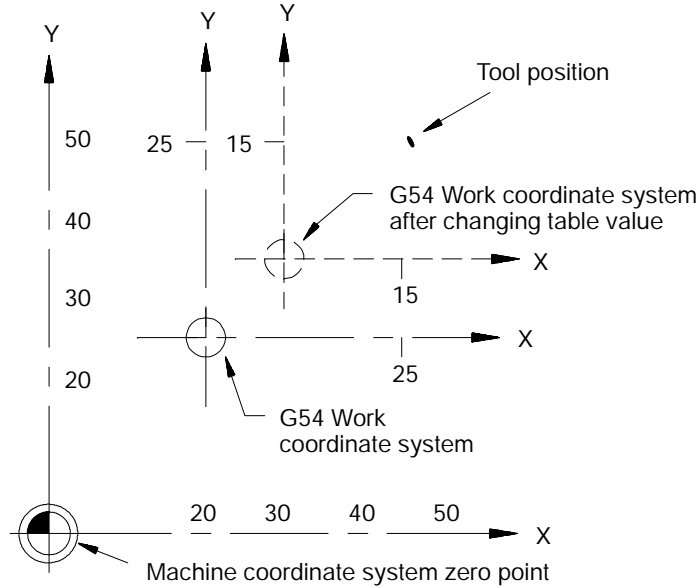 Y
Y
Y
Tool position
50
25
15
40
G54 Work coordinate system
after changing table value
X
30
15
X
20
25
G54 Work
coordinate system
20 30 40 50
X
Machine coordinate system zero point